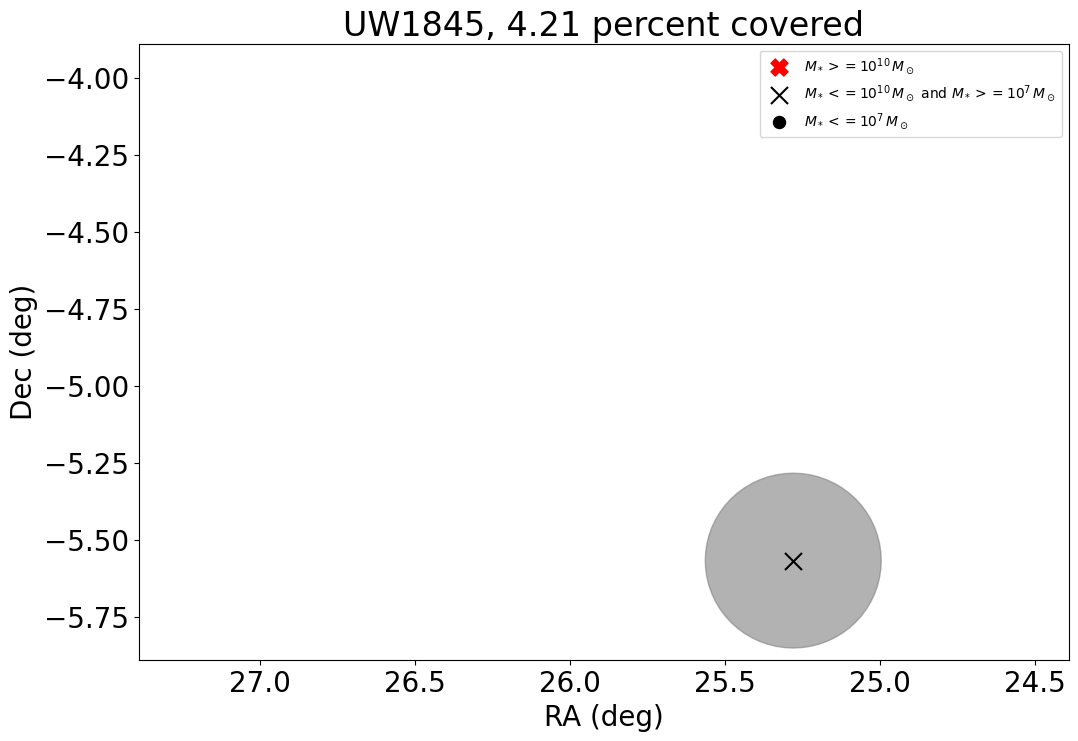 UW1845, 4.21 percent covered
M* >= 10^10 M⊙
M* <= 10^10 M⊙ and M* >= 10^7 M⊙
M* <= 10^7 M⊙
−4.00
−4.25
−4.50
−4.75
−5.00
−5.25
−5.50
−5.75
Dec (deg)
27.0 26.5 26.0 25.5 25.0 24.5
RA (deg)